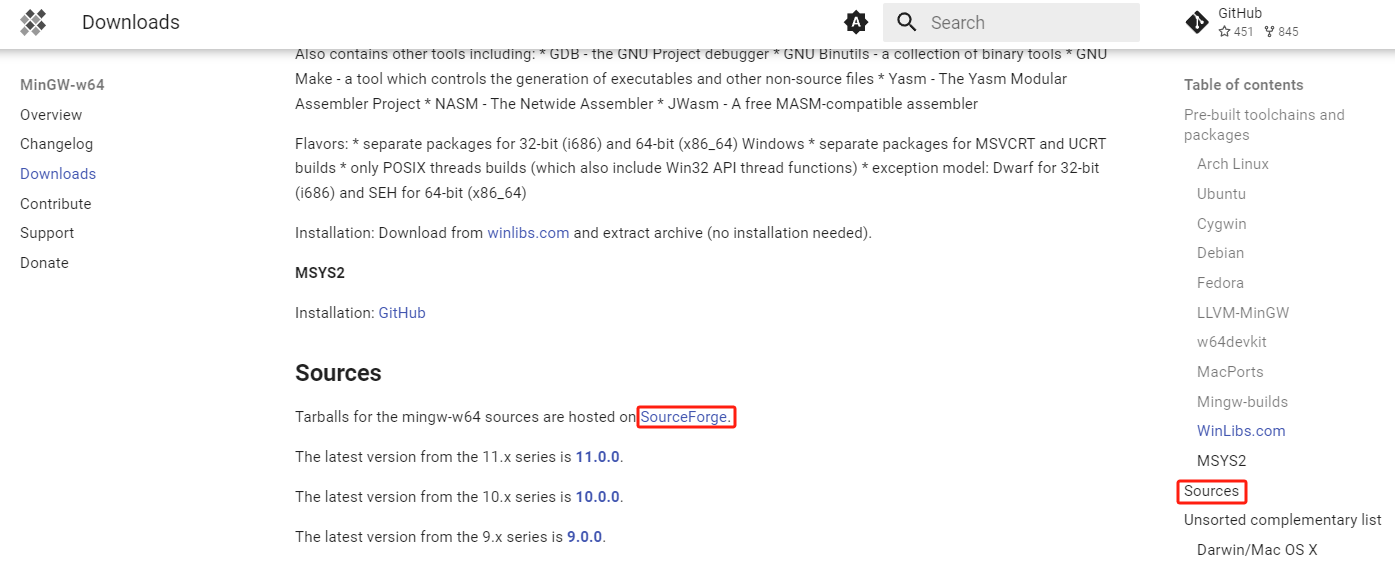 Downloads
A
Search
GitHub
451 845
MinGW-w64
Overview
Changelog
Downloads
Contribute
Support
Donate
Also contains other tools including: * GDB - the GNU Project debugger * GNU Binutils - a collection of binary tools * GNU
Make - a tool which controls the generation of executables and other non-source files * Yasm - The Yasm Modular
Assembler Project * NASM - The Netwide Assembler * JWasm - A free MASM-compatible assembler
Flavors: * separate packages for 32-bit (i686) and 64-bit (x86_64) Windows * separate packages for MSVCRT and UCRT
builds * only POSIX threads builds (which also include Win32 API thread functions) * exception model: Dwarf for 32-bit
(i686) and SEH for 64-bit (x86_64)
Installation: Download from winlibs.com and extract archive (no installation needed).
MSYS2
Installation: GitHub
Sources
Tarballs for the mingw-w64 sources are hosted on SourceForge.
The latest version from the 11.x series is 11.0.0.
The latest version from the 10.x series is 10.0.0.
The latest version from the 9.x series is 9.0.0.
Table of contents
Pre-built toolchains and
packages
Arch Linux
Ubuntu
Cygwin
Debian
Fedora
LLVM-MinGW
w64devkit
MacPorts
Mingw-builds
WinLibs.com
MSYS2
Sources
Unsorted complementary list
Darwin/Mac OS X